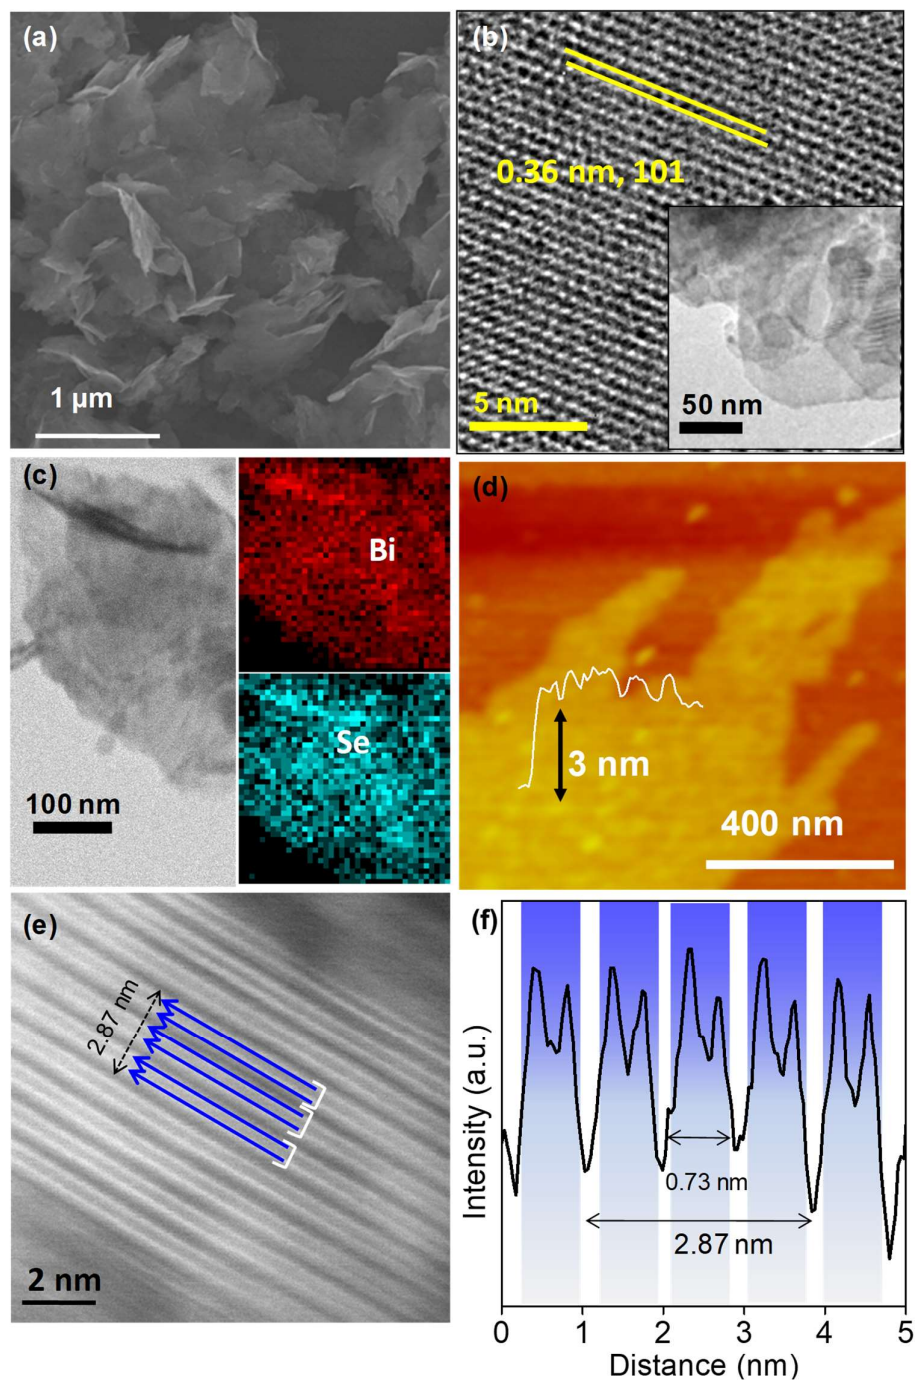 (a)
1 µm
(b)
0.36 nm, 101
5 nm
50 nm
(c)
Bi
Se
100 nm
(d)
3 nm
400 nm
(e)
2.87 nm
2 nm
(f)
Intensity (a.u.)
0.73 nm
2.87 nm
0 1 2 3 4 5
Distance (nm)